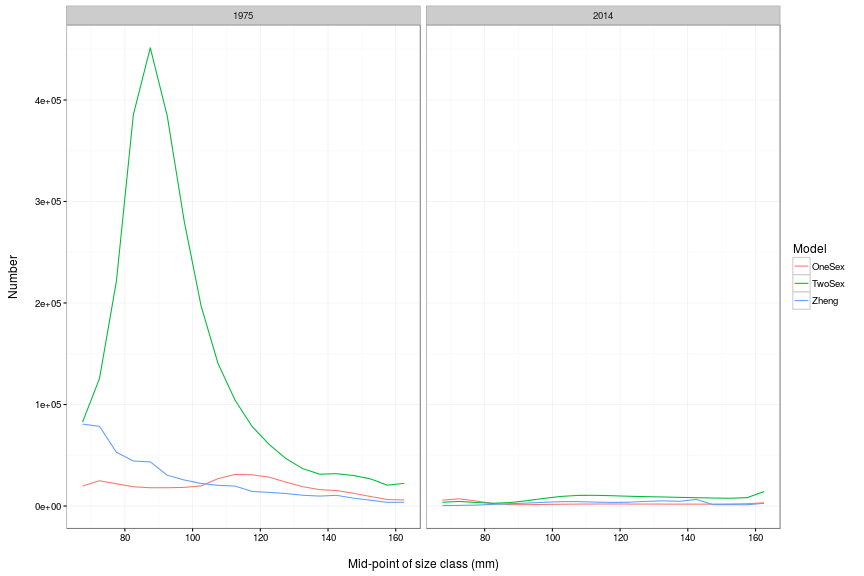 1975
2014
Number
4e+05
3e+05
2e+05
1e+05
0e+00
80
100
120
140
160
80
100
120
140
160
Mid-point of size class (mm)
Model
OneSex
TwoSex
Zheng